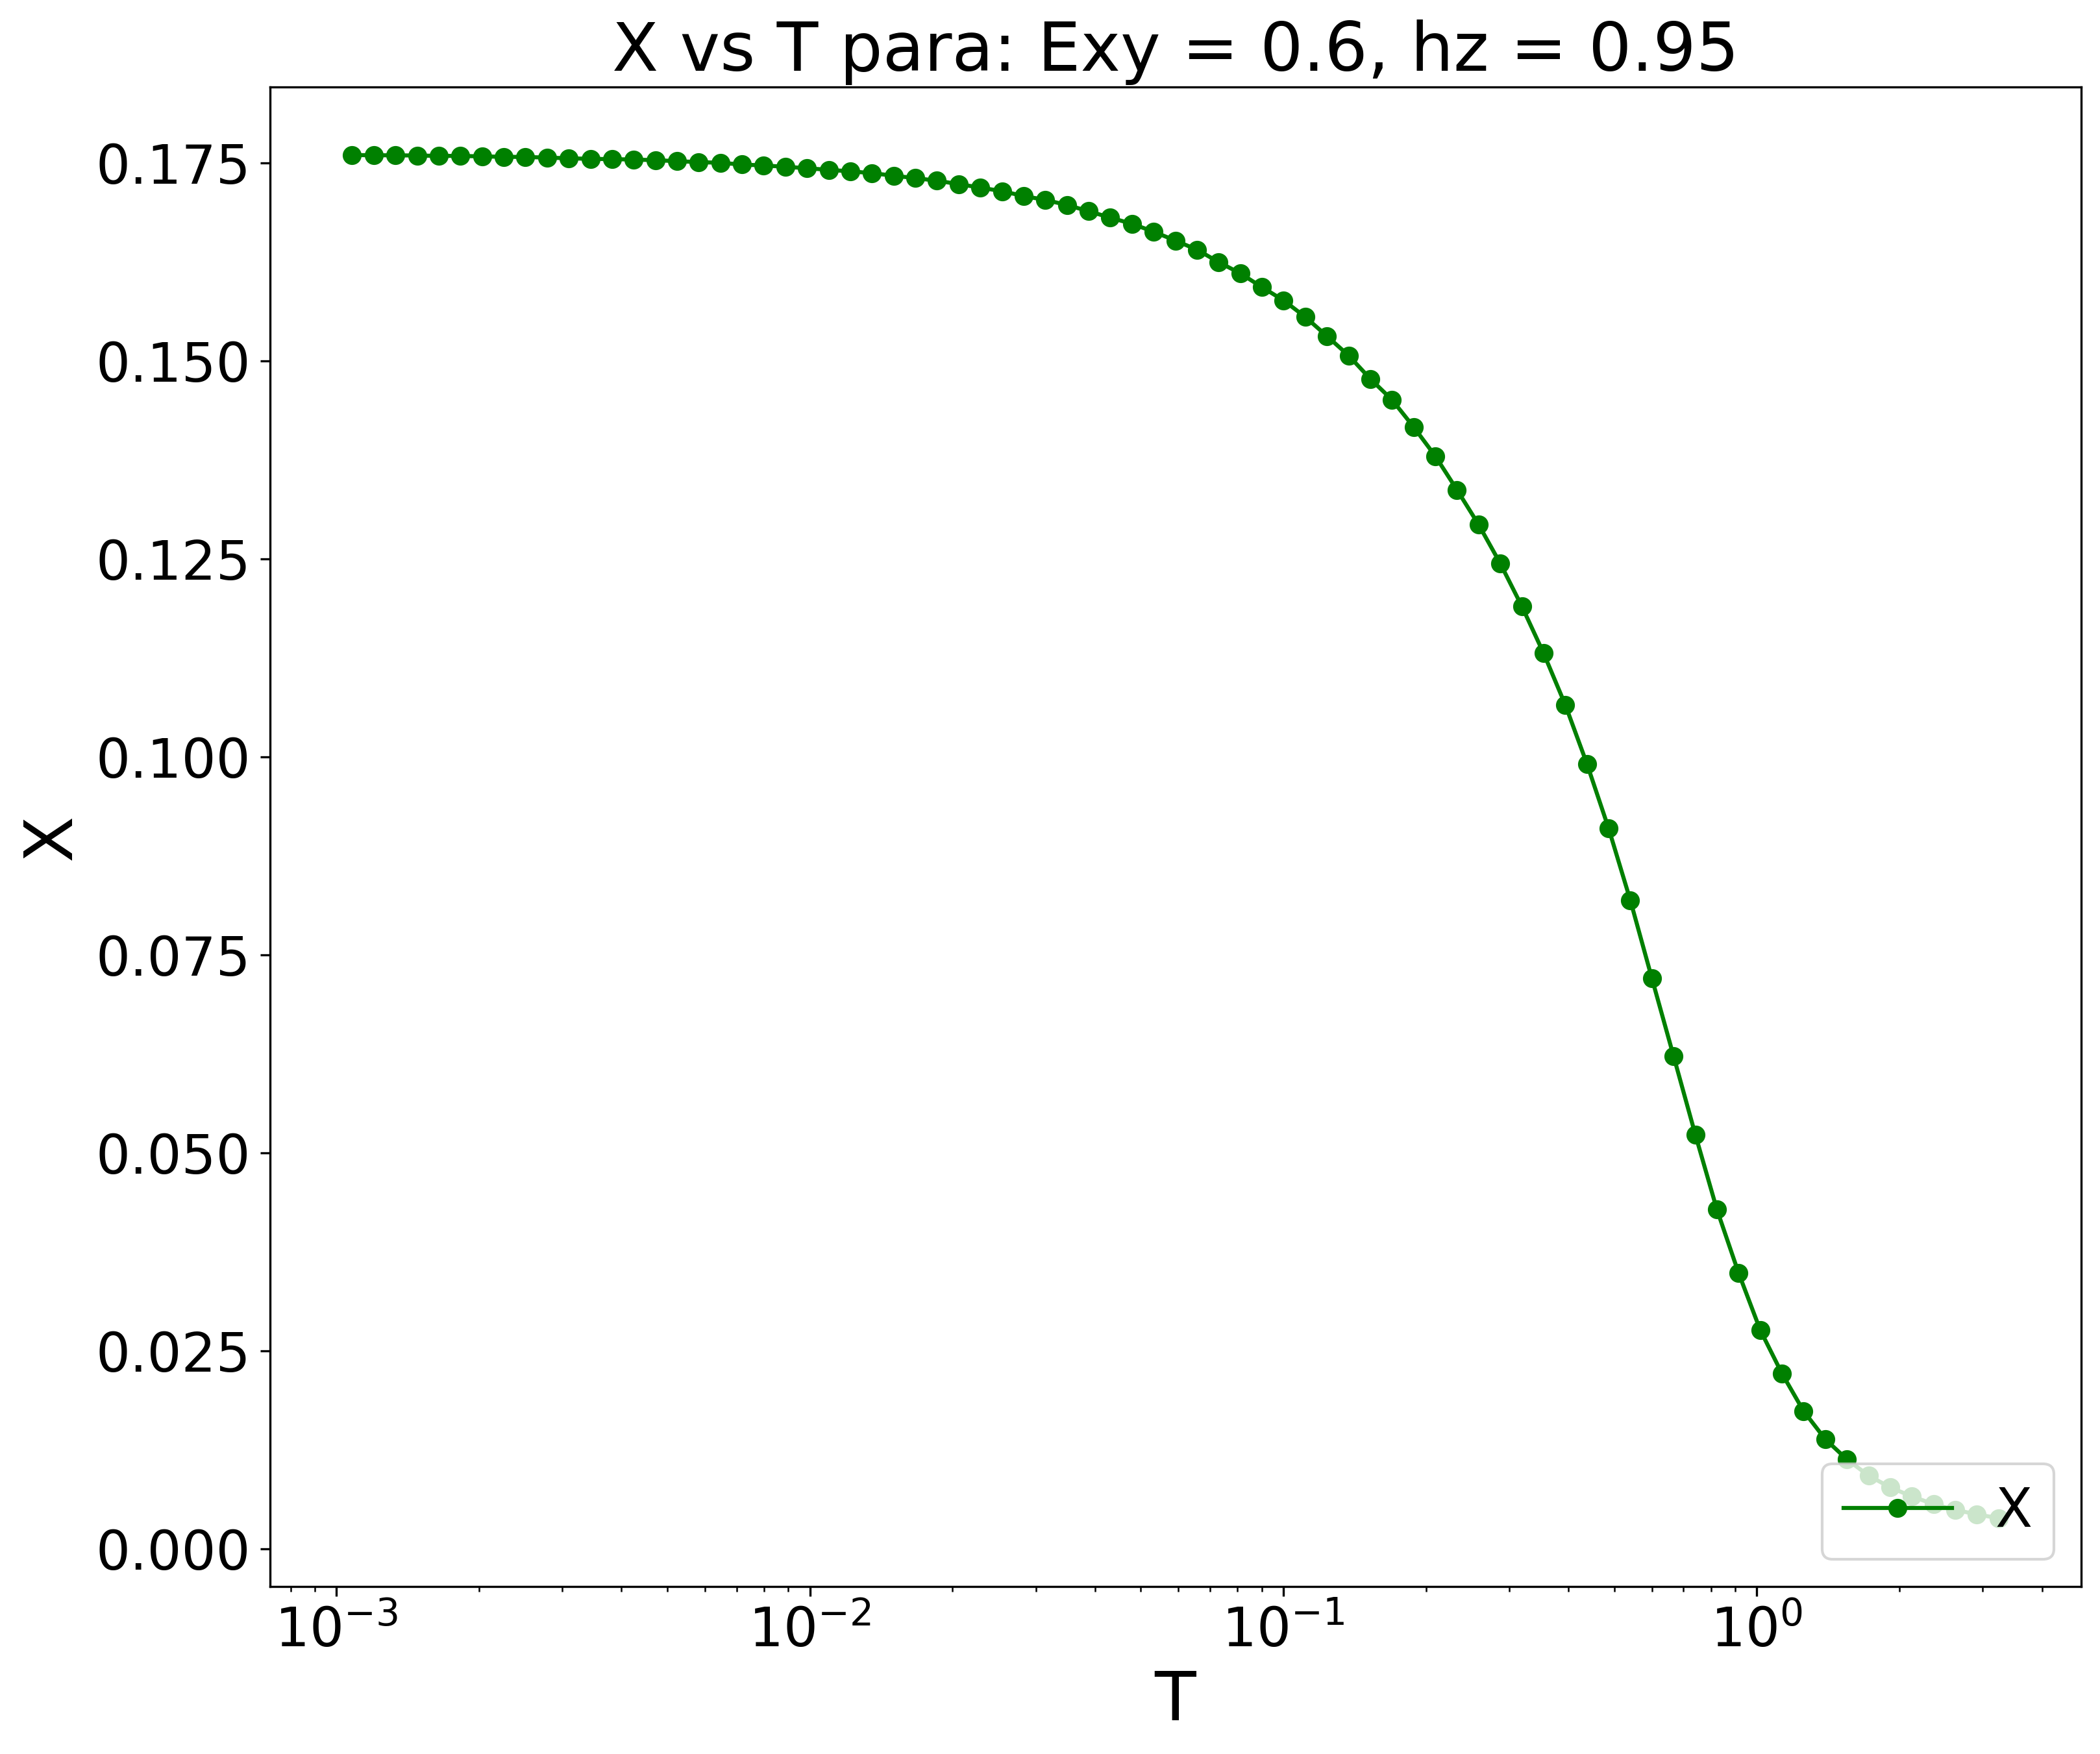 X vs T para: Exy = 0.6, hz = 0.95
0.175
0.150
0.125
0.100
0.075
0.050
0.025
0.000
X
X
10⁻³ 10⁻² 10⁻¹ 10⁰
T